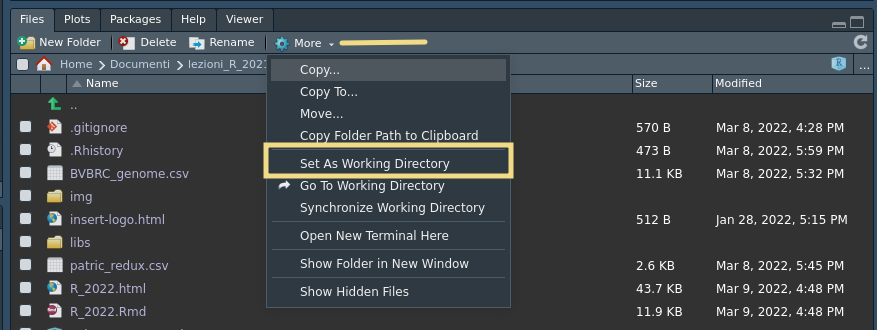 Files Plots Packages Help Viewer
New Folder Delete Rename More
Home Documenti lezioni_R_202 R ...
Name Size Modified
..
.gitignore 570 B Mar 8, 2022, 4:28 PM
.Rhistory 473 B Mar 8, 2022, 5:59 PM
BVBRC_genome.csv 11.1 KB Mar 8, 2022, 5:32 PM
img
insert-logo.html 512 B Jan 28, 2022, 5:15 PM
libs
patric_redux.csv 2.6 KB Mar 8, 2022, 5:45 PM
R_2022.html 43.7 KB Mar 9, 2022, 4:48 PM
R_2022.Rmd 11.9 KB Mar 9, 2022, 4:48 PM
Copy...
Copy To...
Move...
Copy Folder Path to Clipboard
Set As Working Directory
Go To Working Directory
Synchronize Working Directory
Open New Terminal Here
Show Folder in New Window
Show Hidden Files